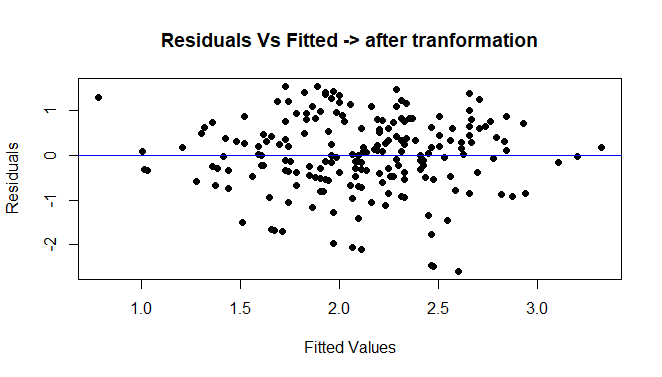 Residuals Vs Fitted -> after tranformation
Residuals
1
0
-1
-2
1.0 1.5 2.0 2.5 3.0
Fitted Values